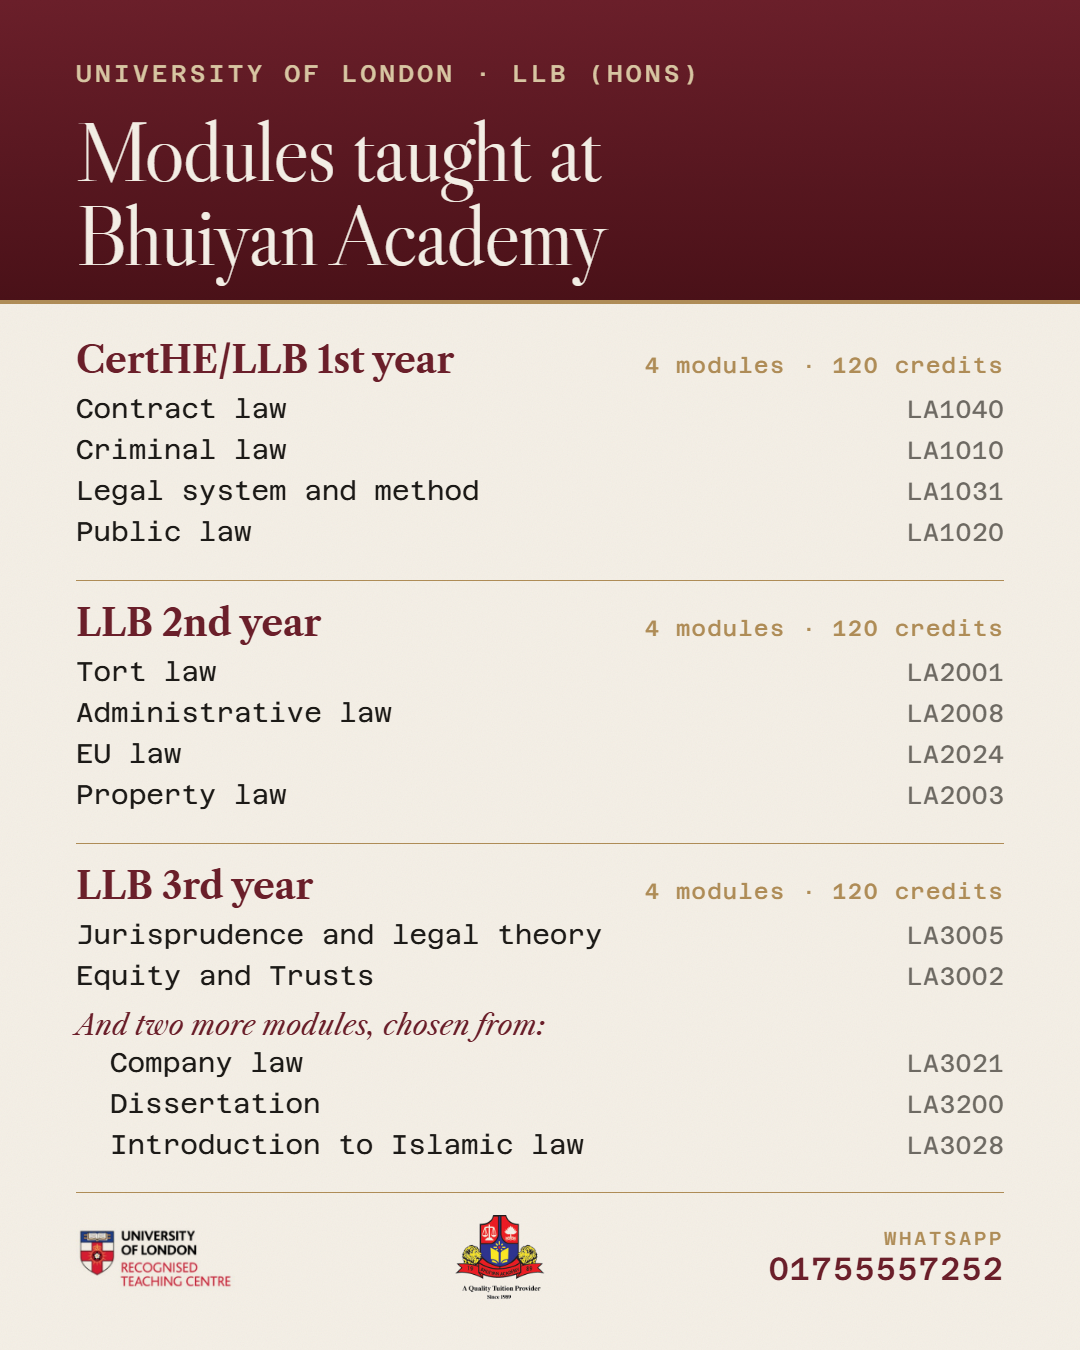 UNIVERSITY OF LONDON · LLB (HONS)
Modules taught at
Bhuiyan Academy
CertHE/LLB 1st year
4 modules · 120 credits
Contract law LA1040
Criminal law LA1010
Legal system and method LA1031
Public law LA1020
LLB 2nd year
4 modules · 120 credits
Tort law LA2001
Administrative law LA2008
EU law LA2024
Property law LA2003
LLB 3rd year
4 modules · 120 credits
Jurisprudence and legal theory LA3005
Equity and Trusts LA3002
And two more modules, chosen from:
Company law LA3021
Dissertation LA3200
Introduction to Islamic law LA3028
UNIVERSITY
OF LONDON
RECOGNISED
TEACHING CENTRE
A Quality Tuition Provider
Since 1989
WHATSAPP
01755557252